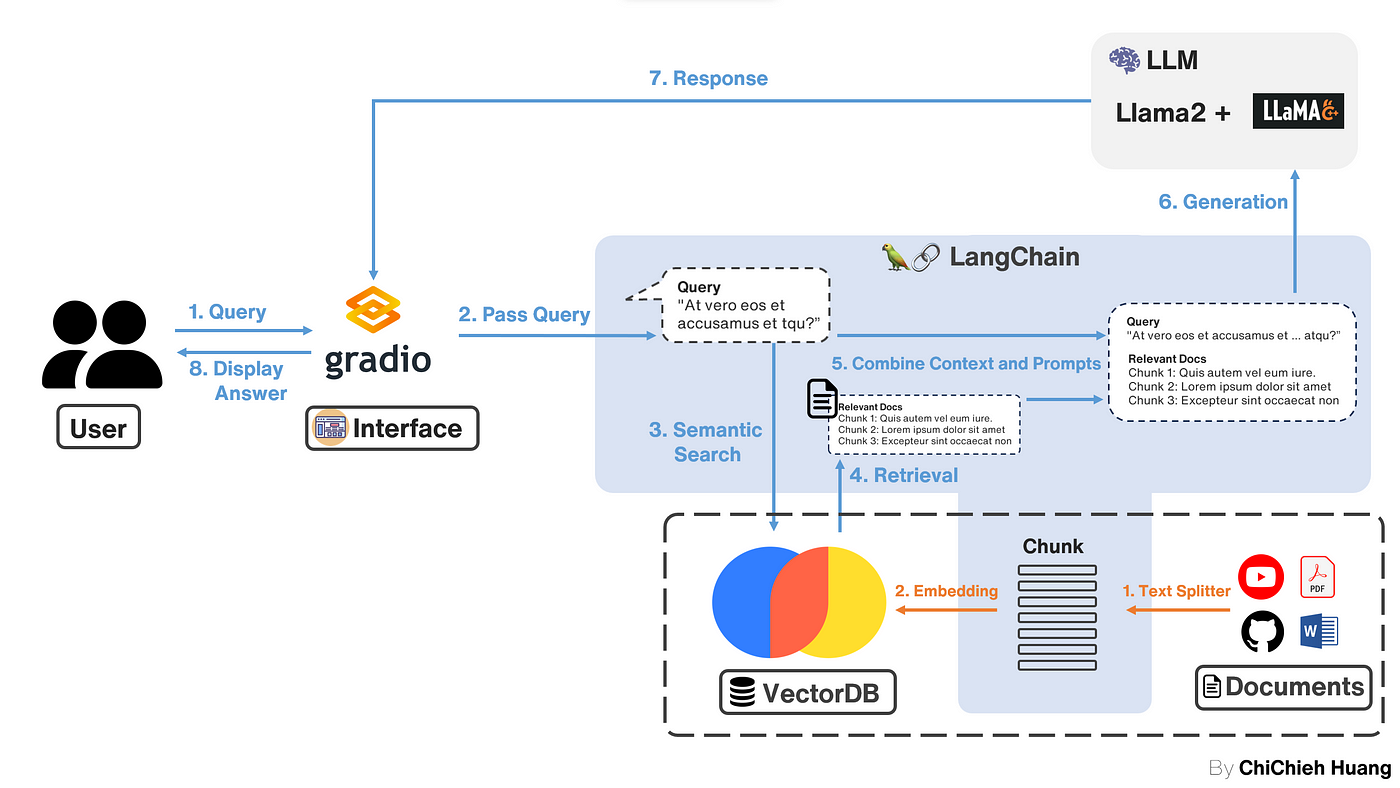 LLM
Llama2 +
LLaMA C++
7. Response
6. Generation
LangChain
Query
"At vero eos et
accusamus et tqu?”
1. Query
8. Display
Answer
gradio
2. Pass Query
User
Interface
Query
"At vero eos et accusamus et ... atqu?”
Relevant Docs
Chunk 1: Quis autem vel eum iure.
Chunk 2: Lorem ipsum dolor sit amet
Chunk 3: Excepteur sint occaecat non
5. Combine Context and Prompts
Relevant Docs
Chunk 1: Quis autem vel eum iure.
Chunk 2: Lorem ipsum dolor sit amet
Chunk 3: Excepteur sint occaecat non
3. Semantic
Search
4. Retrieval
Chunk
2. Embedding
1. Text Splitter
PDF
W
VectorDB
Documents
By ChiChieh Huang